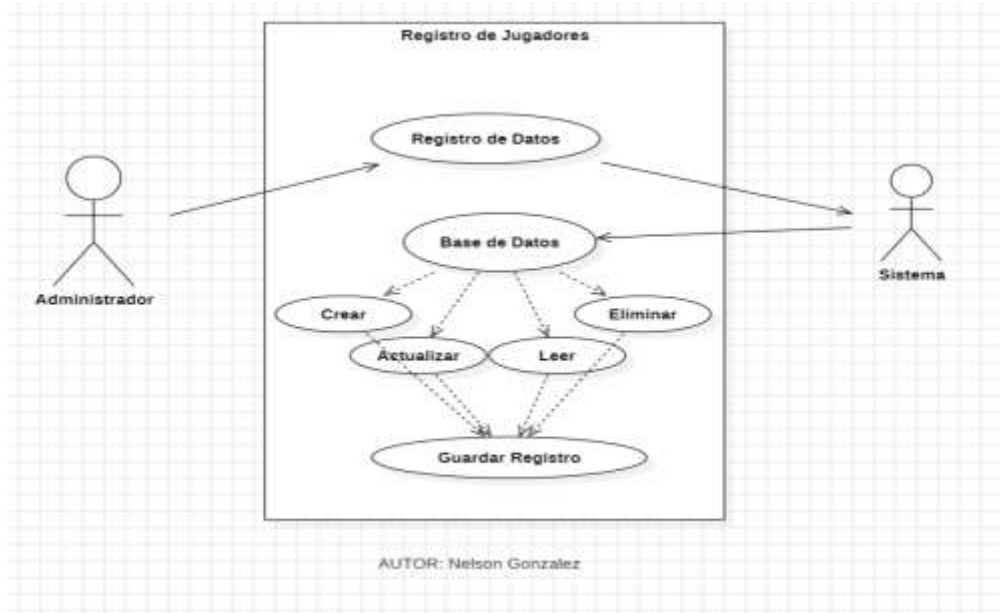 Registro de Jugadores
Registro de Datos
Base de Datos
Administrador
Sistema
Crear
Eliminar
Actualizar
Leer
Guardar Registro
AUTOR: Nelson Gonzalez